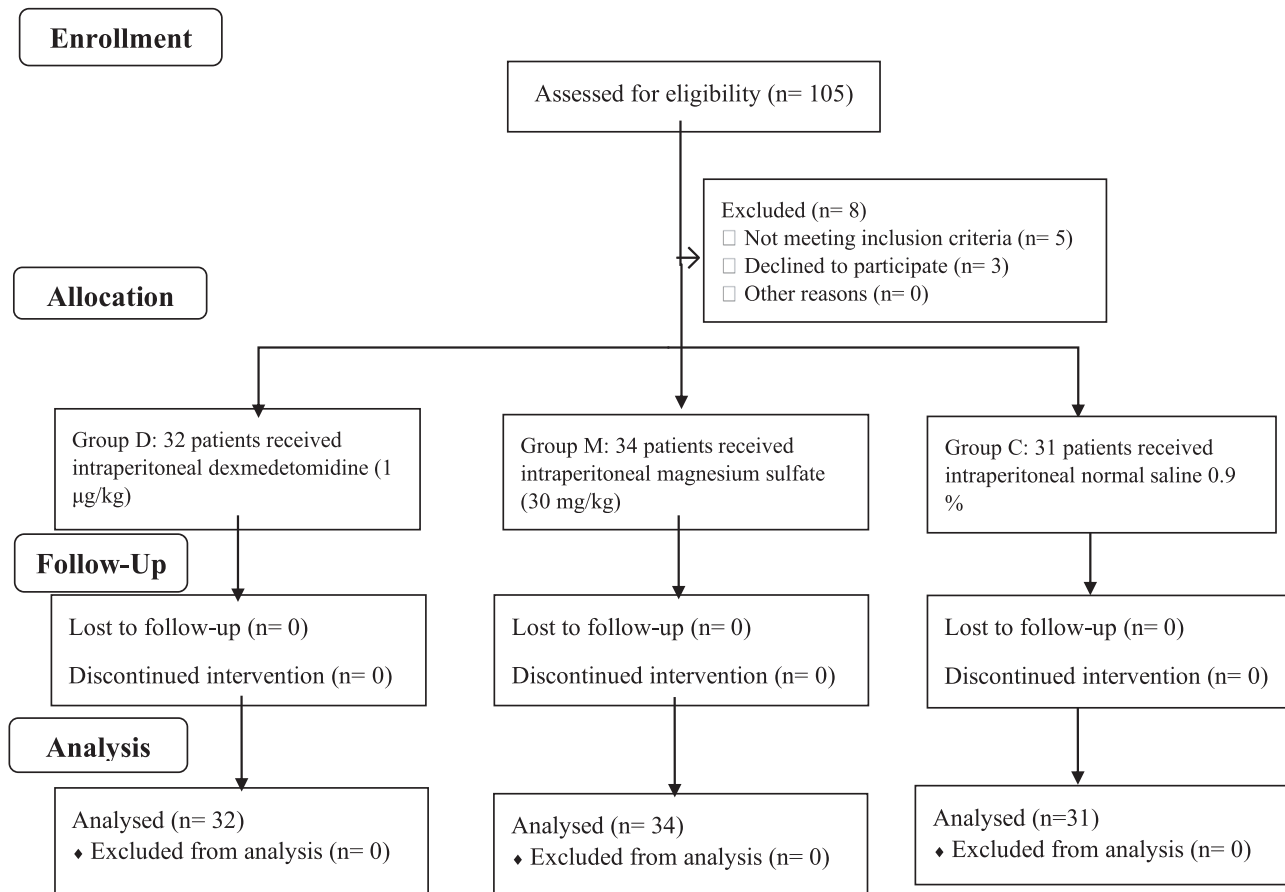 Enrollment
Assessed for eligibility (n= 105)
Excluded (n= 8)
□ Not meeting inclusion criteria (n= 5)
□ Declined to participate (n= 3)
□ Other reasons (n= 0)
Allocation
Group D: 32 patients received
intraperitoneal dexmedetomidine (1
μg/kg)
Group M: 34 patients received
intraperitoneal magnesium sulfate
(30 mg/kg)
Group C: 31 patients received
intraperitoneal normal saline 0.9
%
Follow-Up
Lost to follow-up (n= 0)
Discontinued intervention (n= 0)
Lost to follow-up (n= 0)
Discontinued intervention (n= 0)
Lost to follow-up (n= 0)
Discontinued intervention (n= 0)
Analysis
Analysed (n= 32)
♦ Excluded from analysis (n= 0)
Analysed (n= 34)
♦ Excluded from analysis (n= 0)
Analysed (n=31)
♦ Excluded from analysis (n= 0)